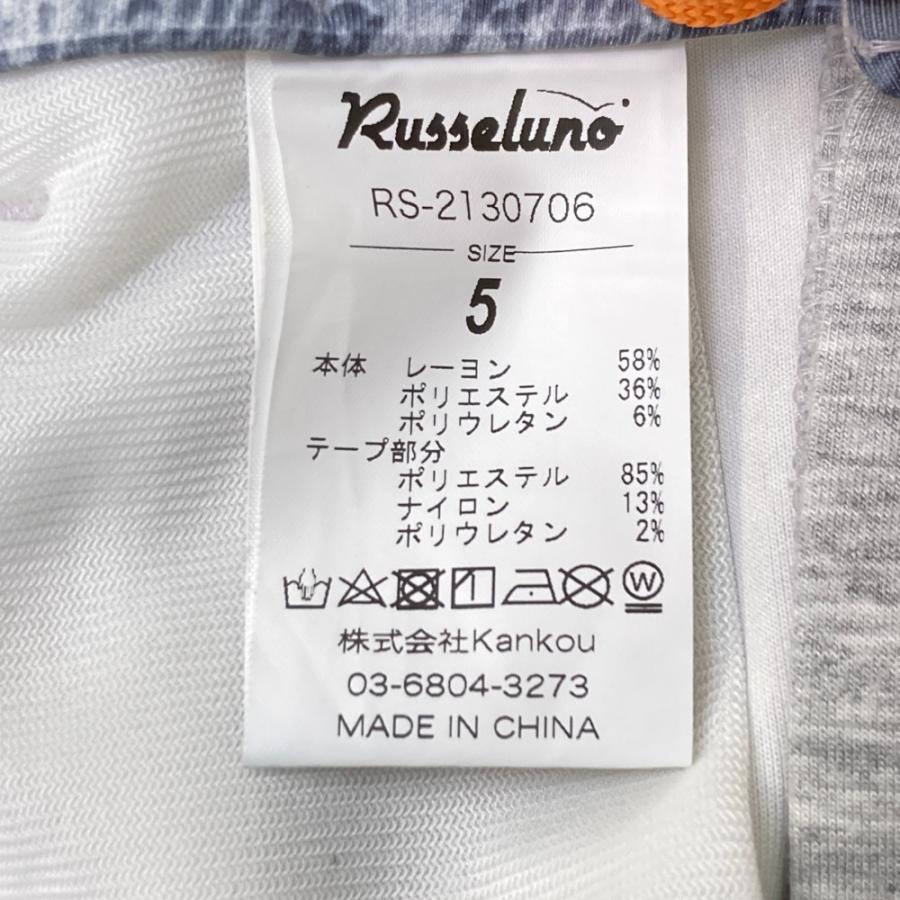 Russeluno
RS-2130706
SIZE
5
本体 レーヨン 58%
ポリエステル 36%
ポリウレタン 6%
テープ部分
ポリエステル 85%
ナイロン 13%
ポリウレタン 2%
W
株式会社Kankou
03-6804-3273
MADE IN CHINA